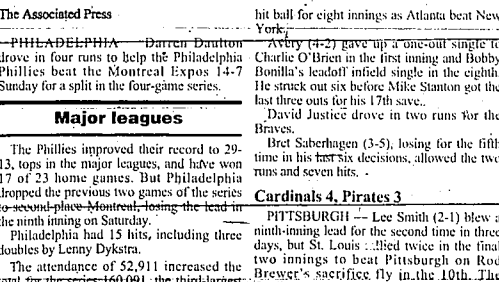 The Associated Press
PHILADELPHIA — Darren Daulton
drove in four runs to help the Philadelphia
Phillies beat the Montreal Expos 14-7
Sunday for a split in the four-game series.
Major leagues
The Phillies improved their record to 29-
13, tops in the major leagues, and have won
17 of 23 home games. But Philadelphia
dropped the previous two games of the series
to second-place Montreal, losing the lead in
the ninth inning on Saturday.
Philadelphia had 15 hits, including three
doubles by Lenny Dykstra.
The attendance of 52,911 increased the
total for the series 160,091, the third-largest
hit ball for eight innings as Atlanta beat New
York.
Avery (4-2) gave up a one-out single to
Charlie O'Brien in the first inning and Bobby
Bonilla's leadoff infield single in the eighth.
He struck out six before Mike Stanton got the
last three outs for his 17th save..
David Justice drove in two runs for the
Braves.
Bret Saberhagen (3-5), losing for the fifth
time in his last six decisions, allowed the two
runs and seven hits.
Cardinals 4, Pirates 3
PITTSBURGH — Lee Smith (2-1) blew a
ninth-inning lead for the second time in three
days, but St. Louis rallied twice in the final
two innings to beat Pittsburgh on Rod
Brewer's sacrifice fly in the 10th. The